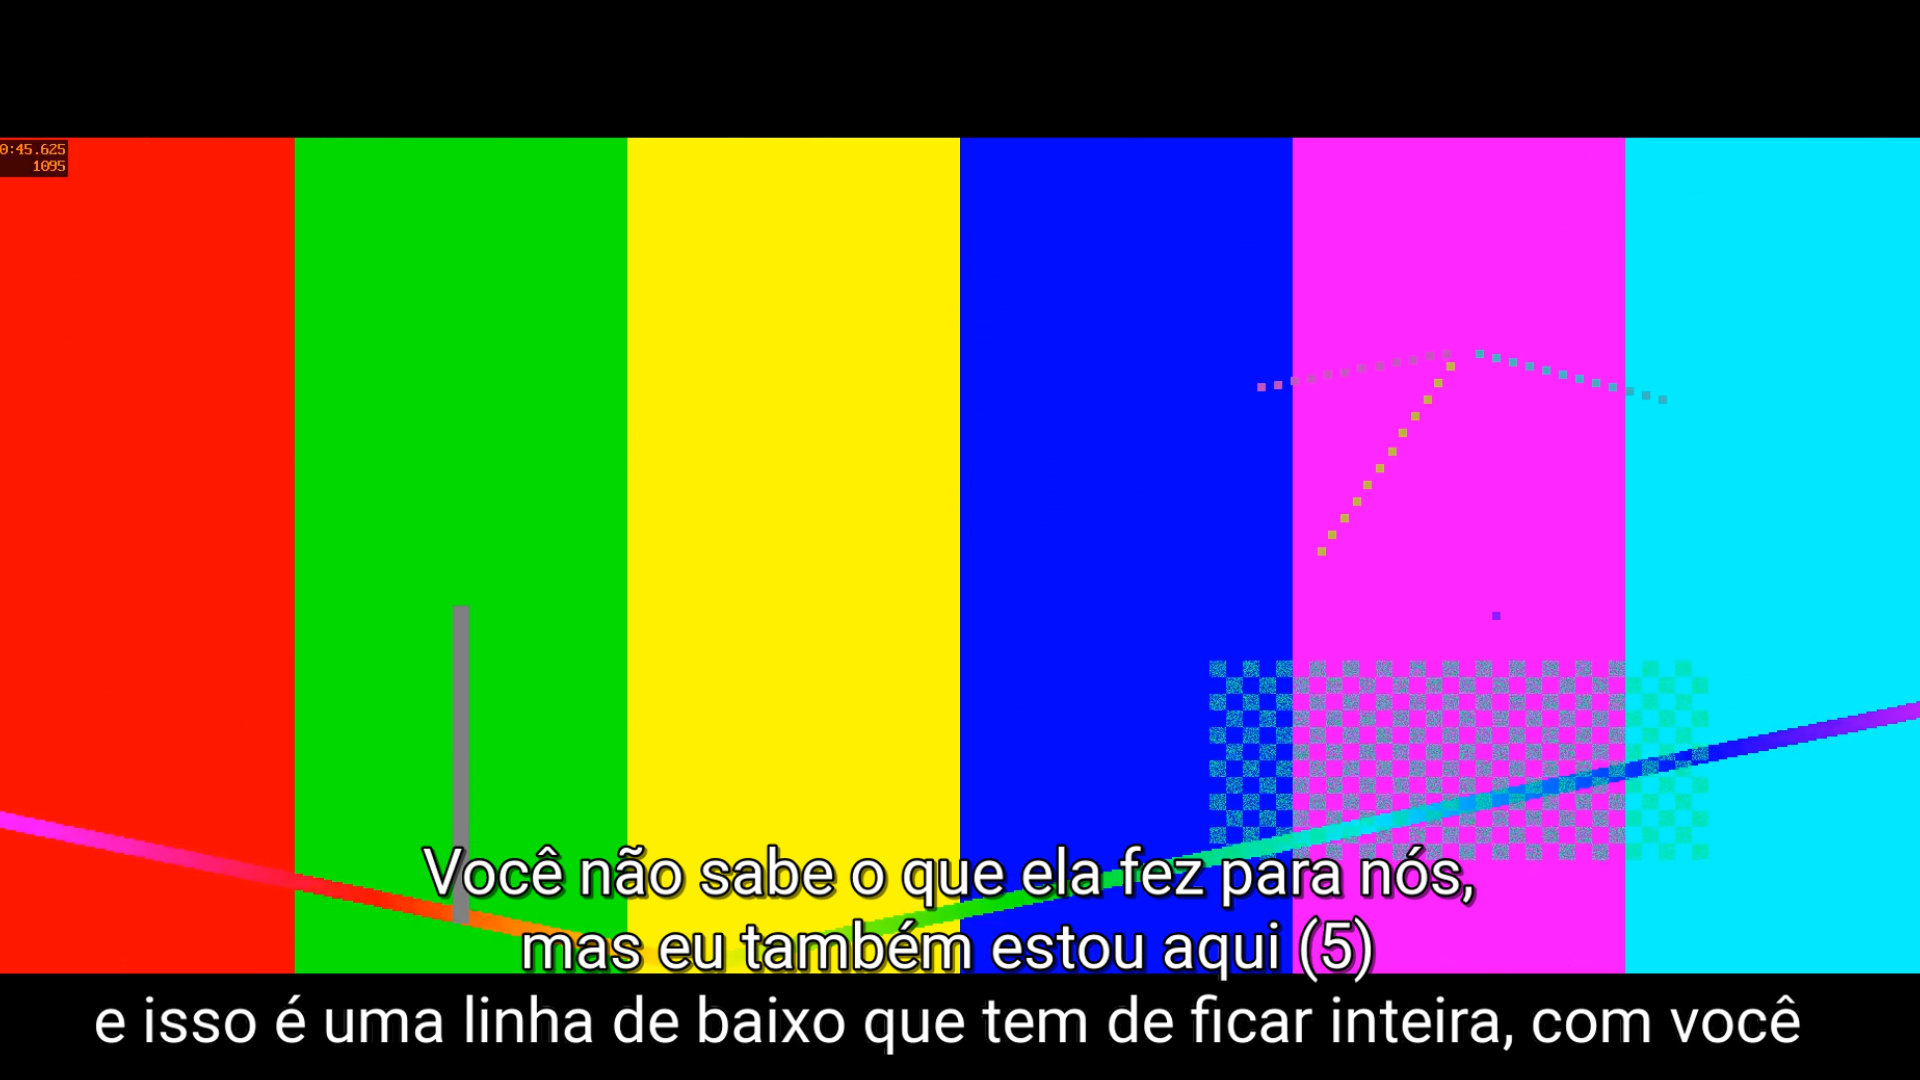 0:45.625
1095
Você não sabe o que ela fez para nós,
mas eu também estou aqui (5)
e isso é uma linha de baixo que tem de ficar inteira, com você